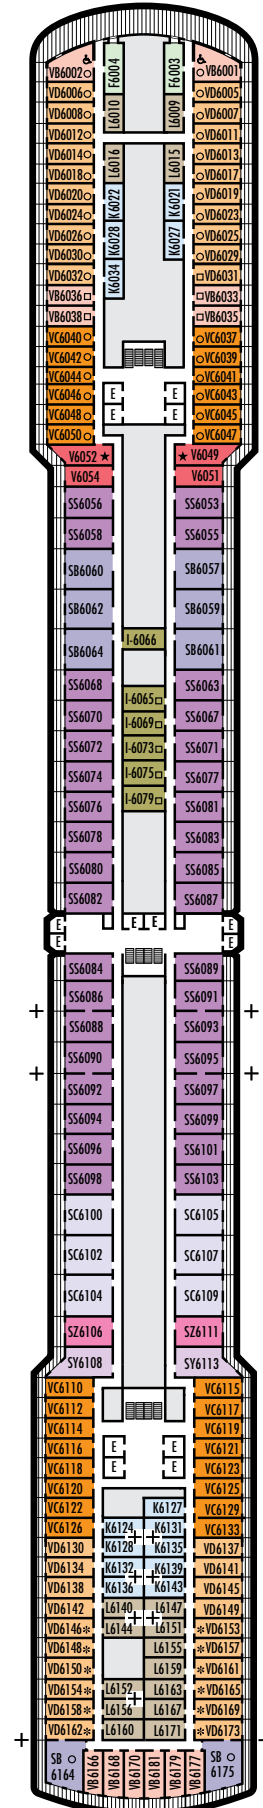 VB6002 F6004 F6003 VB6001
VD6006 VD6005
VD6008 L6010 L6009 VD6007
VD6012 VD6011
VD6014 L6016 L6015 VD6013
VD6018 VD6017
VD6020 K6022 K6021 VD6019
VD6024 VD6023
VD6026 K6028 K6027 VD6025
VD6030 VD6029
VD6032 K6034 VD6031
VB6036 VB6033
VB6038 VB6035
VC6040 VC6037
VC6042 VC6039
VC6044 VC6041
VC6046 E E VC6043
VC6048 E E VC6045
VC6050 VC6047
V6052 ★ ★ V6049
V6054 V6051
SS6056 SS6053
SS6058 SS6055
SB6060 SB6057
SB6062 SB6059
SB6064 I-6066 SB6061
SS6068 I-6065 SS6063
SS6070 I-6069 SS6067
SS6072 I-6073 SS6071
SS6074 I-6075 SS6077
SS6076 I-6079 SS6081
SS6078 SS6083
SS6080 SS6085
SS6082 SS6087
E E E E
E E
SS6084 SS6089
SS6086 SS6091
SS6088 SS6093
SS6090 SS6095
SS6092 SS6097
SS6094 SS6099
SS6096 SS6101
SS6098 SS6103
SC6100 SC6105
SC6102 SC6107
SC6104 SC6109
SZ6106 SZ6111
SY6108 SY6113
VC6110 VC6115
VC6112 VC6117
VC6114 VC6119
VC6116 E E VC6121
VC6118 E E VC6123
VC6120 VC6125
VC6122 K6127 VC6129
VC6126 K6124 K6131 VC6133
VD6130 K6128 K6135 VD6137
VD6134 K6132 K6139 VD6141
VD6138 K6136 K6143 VD6145
VD6142 L6140 L6147 VD6149
VD6146* L6144 L6151 *VD6153
VD6148* L6155 *VD6157
VD6150* L6159 *VD6161
VD6154* L6152 L6163 *VD6165
VD6158* L6156 L6167 *VD6169
VD6162* L6160 L6171 *VD6173
SB 6164 VB6166 VB6168 VB6170 VB6181 VB6179 VB6177 SB 6175